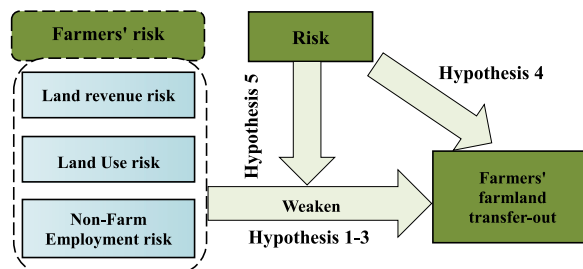 Farmers' risk
Land revenue risk
Land Use risk
Non-Farm
Employment risk
Risk
Hypothesis 5
Hypothesis 4
Weaken
Hypothesis 1-3
Farmers'
farmland
transfer-out